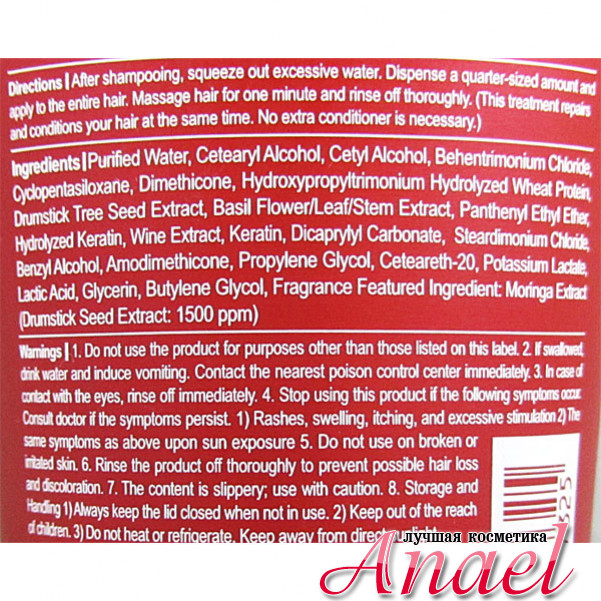 Directions | After shampooing, squeeze out excessive water. Dispense a quarter-sized amount and
apply to the entire hair. Massage hair for one minute and rinse off thoroughly. (This treatment repairs
and conditions your hair at the same time. No extra conditioner is necessary.)
Ingredients | Purified Water, Cetearyl Alcohol, Cetyl Alcohol, Behentrimonium Chloride,
Cyclopentasiloxane, Dimethicone, Hydroxypropyltrimonium Hydrolyzed Wheat Protein,
Drumstick Tree Seed Extract, Basil Flower/Leaf/Stem Extract, Panthenyl Ethyl Ether,
Hydrolyzed Keratin, Wine Extract, Keratin, Dicaprylyl Carbonate, Steardimonium Chloride,
Benzyl Alcohol, Amodimethicone, Propylene Glycol, Ceteareth-20, Potassium Lactate,
Lactic Acid, Glycerin, Butylene Glycol, Fragrance Featured Ingredient: Moringa Extract
(Drumstick Seed Extract: 1500 ppm)
Warnings | 1. Do not use the product for purposes other than those listed on this label. 2. If swallowed,
drink water and induce vomiting. Contact the nearest poison control center immediately. 3. In case of
contact with the eyes, rinse off immediately. 4. Stop using this product if the following symptoms occur.
Consult doctor if the symptoms persist. 1) Rashes, swelling, itching, and excessive stimulation 2) The
same symptoms as above upon sun exposure 5. Do not use on broken or
irritated skin. 6. Rinse the product off thoroughly to prevent possible hair loss
and discoloration. 7. The content is slippery; use with caution. 8. Storage and
Handling 1) Always keep the lid closed when not in use. 2) Keep out of the reach
of children. 3) Do not heat or refrigerate. Keep away from direct
лучшая косметика
Anael